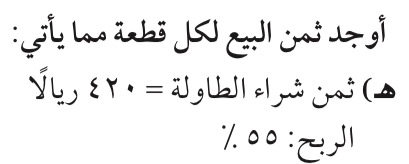 أوجد ثمن البيع لكل قطعة مما يأتي:
هـ) ثمن شراء الطاولة = ٤٢٠ ريالًا
الربح: ٥٥ ٪